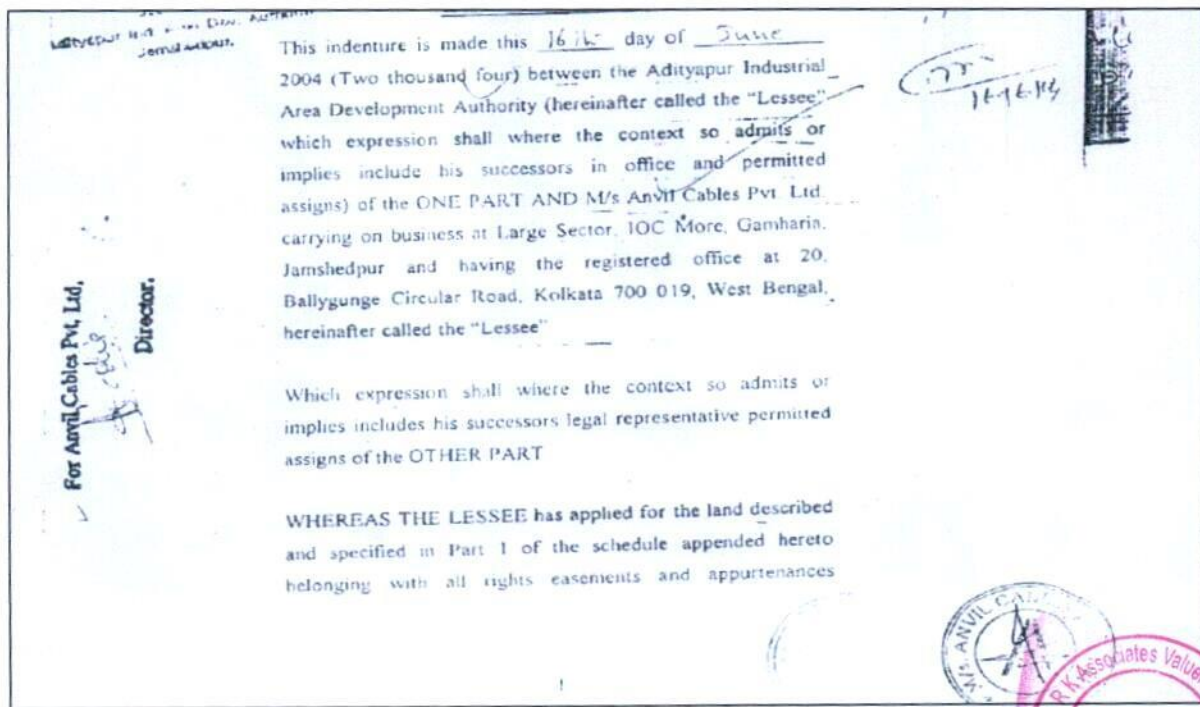 This indenture is made this 16th day of June
2004 (Two thousand four) between the Adityapur Industrial
Area Development Authority (hereinafter called the "Lessee"
which expression shall where the context so admits or
implies include his successors in office and permitted
assigns) of the ONE PART AND M/s Anvil Cables Pvt. Ltd.
carrying on business at Large Sector, IOC More, Gamharia,
Jamshedpur and having the registered office at 20,
Ballygunge Circular Road, Kolkata 700 019, West Bengal,
hereinafter called the "Lessee"
Which expression shall where the context so admits or
implies includes his successors legal representative permitted
assigns of the OTHER PART
WHEREAS THE LESSEE has applied for the land described
and specified in Part I of the schedule appended hereto
belonging with all rights easements and appurtenances
1
For Anvil Cables Pvt. Ltd.
Director.
M/s. ANVIL
R K Associates Valuer